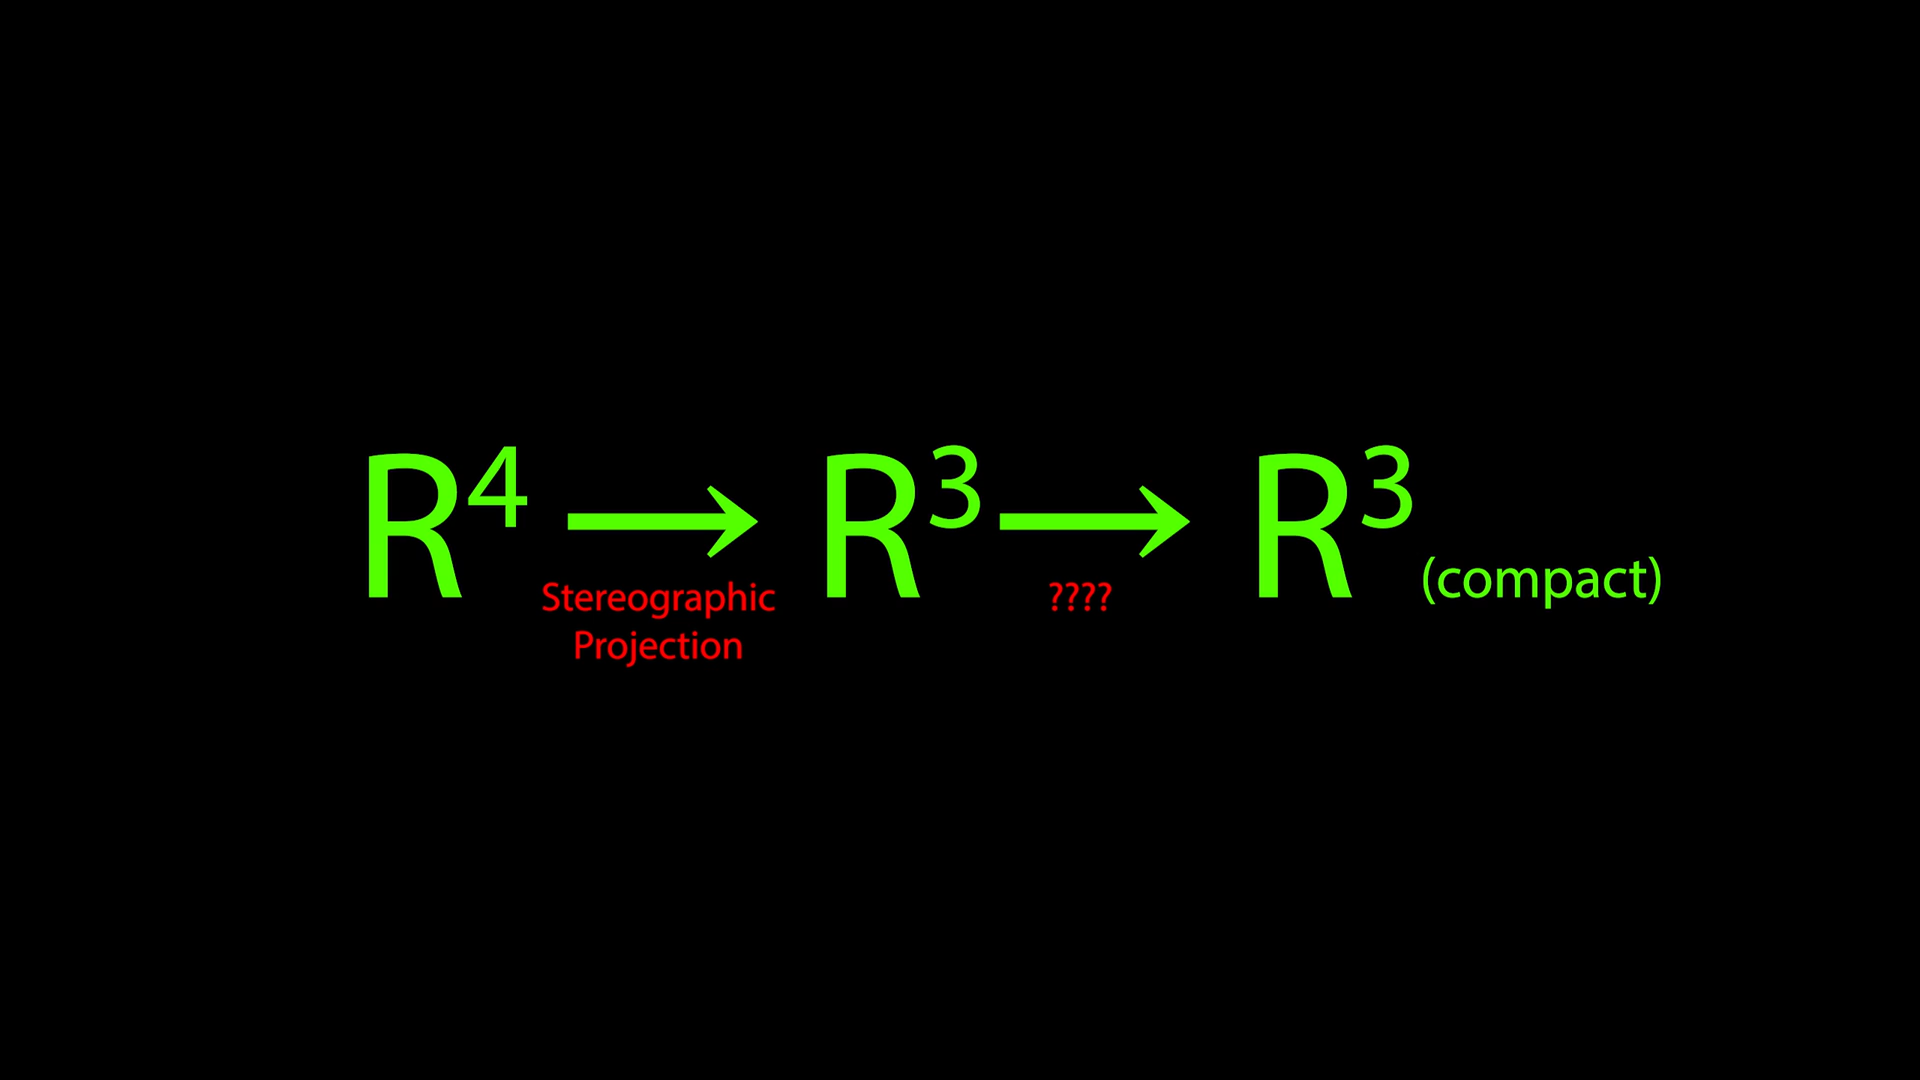 R⁴ → R³ → R³ (compact)
Stereographic ????
Projection